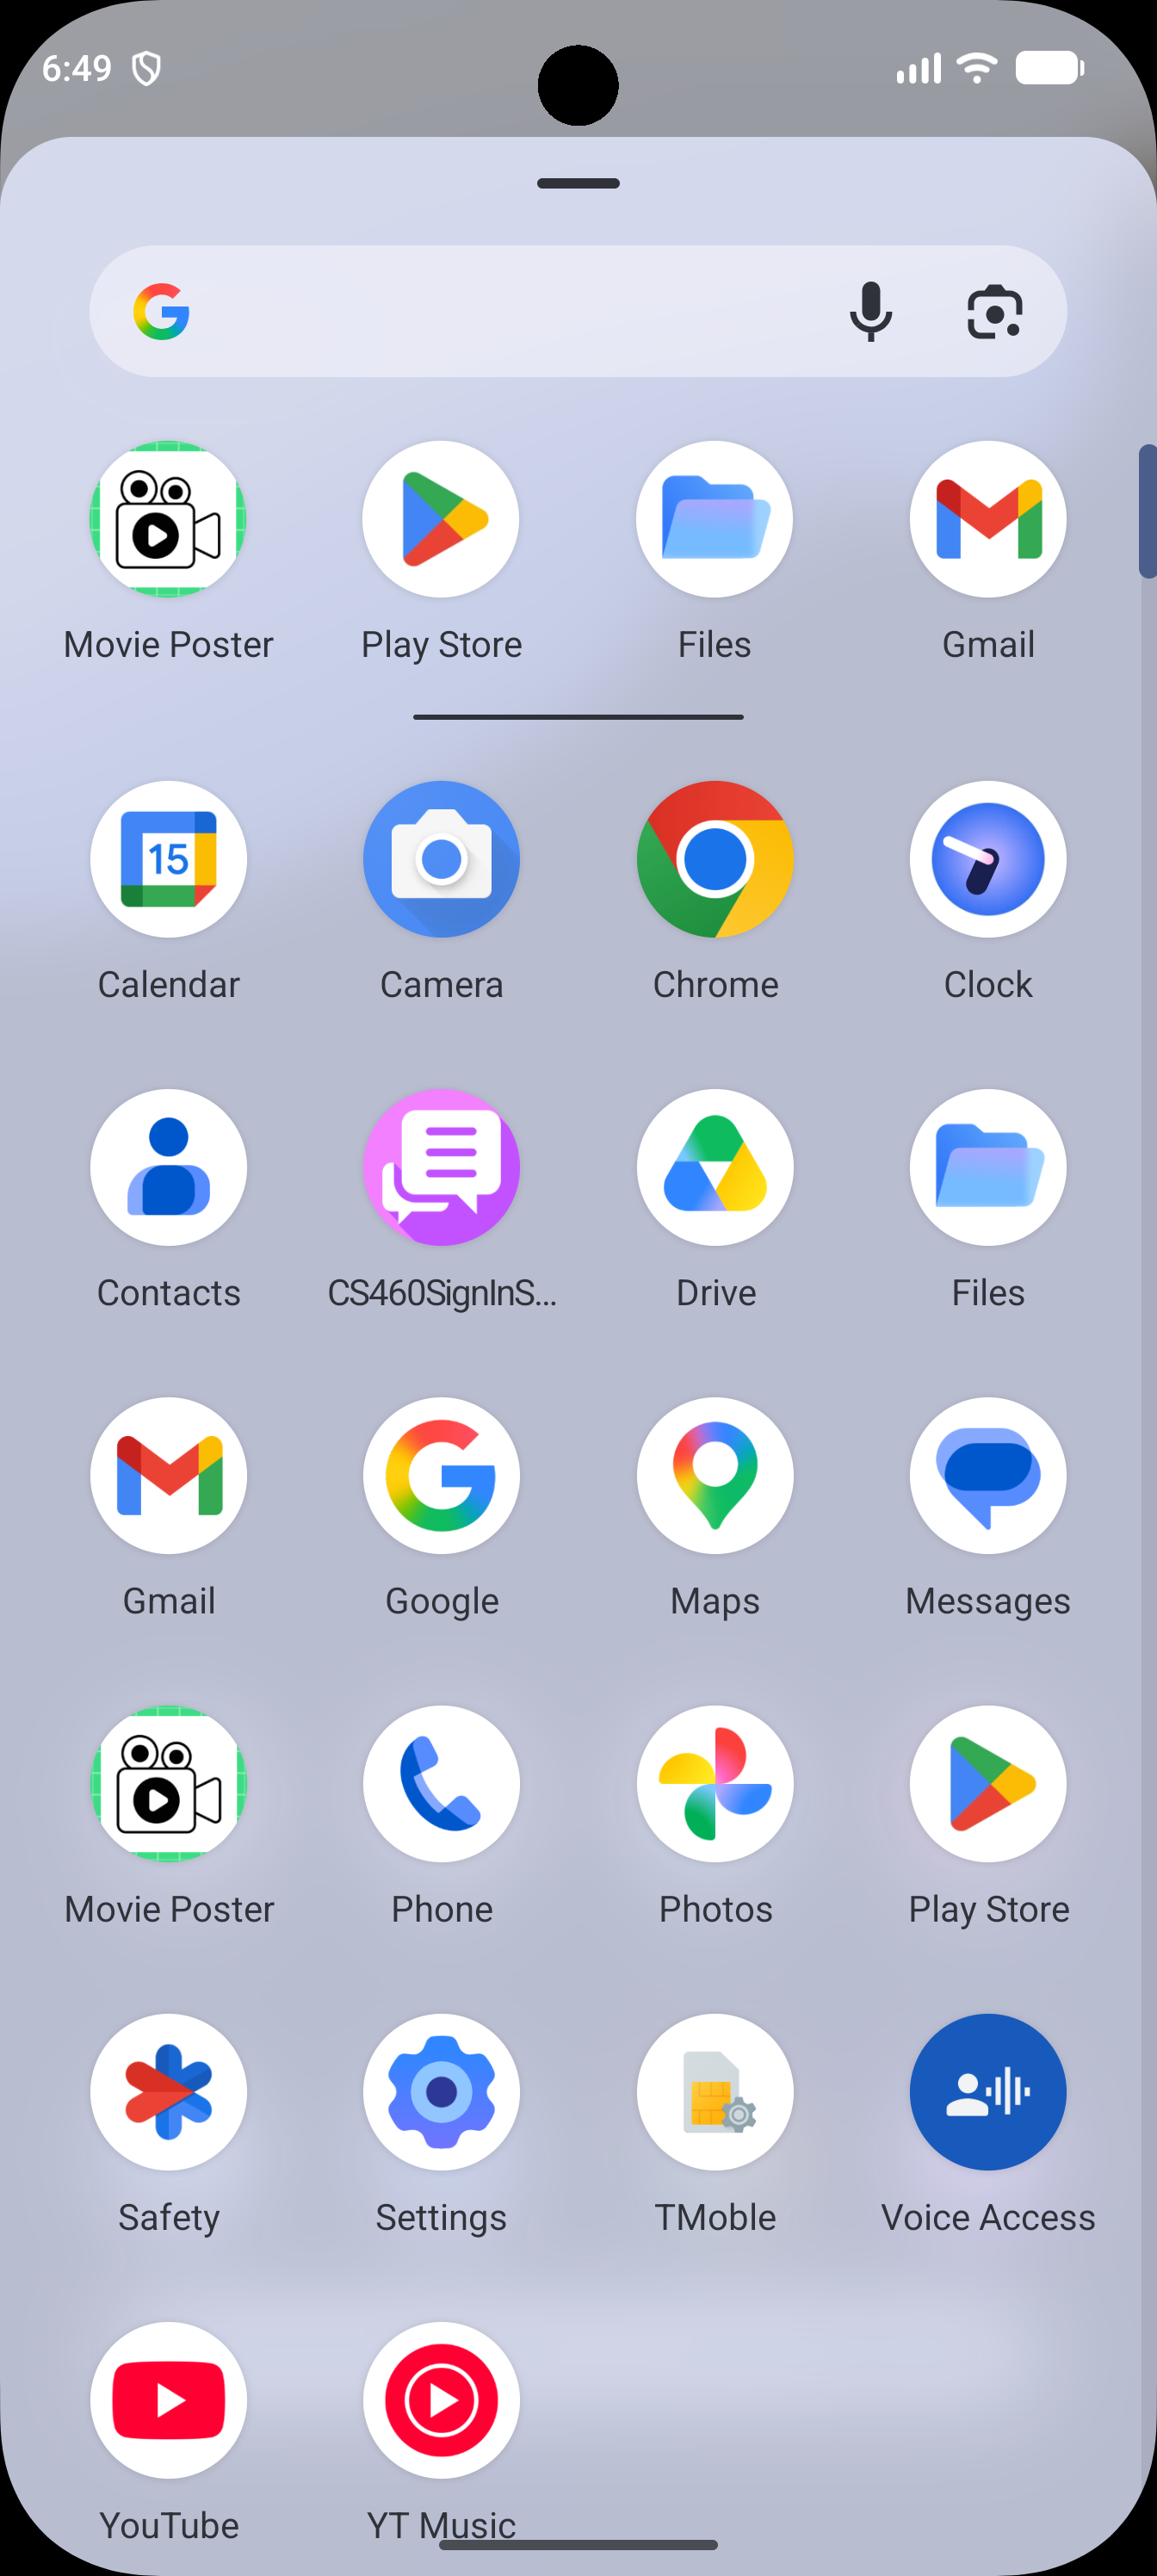 6:49
Movie Poster Play Store Files Gmail
15
Calendar Camera Chrome Clock
Contacts CS460SignInS... Drive Files
Gmail Google Maps Messages
Movie Poster Phone Photos Play Store
Safety Settings TMoble Voice Access
YouTube YT Music